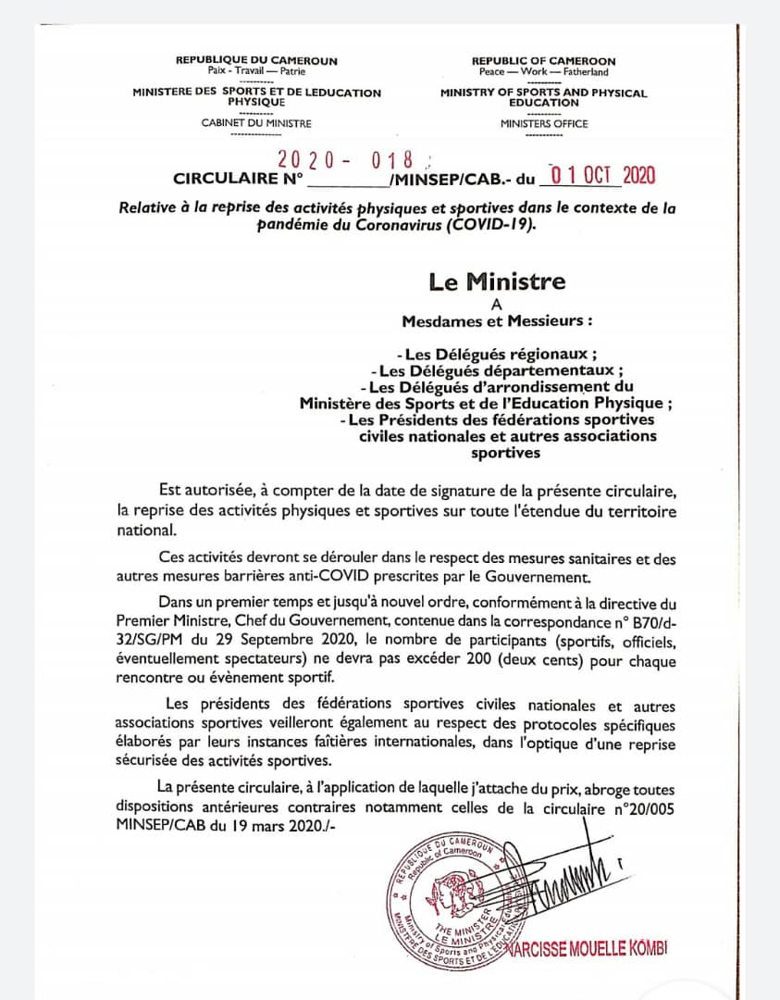 REPUBLIQUE DU CAMEROUN
Paix - Travail — Patrie
----------
MINISTERE DES SPORTS ET DE LEDUCATION
PHYSIQUE
----------
CABINET DU MINISTRE
---------------
REPUBLIC OF CAMEROON
Peace — Work — Fatherland
----------
MINISTRY OF SPORTS AND PHYSICAL
EDUCATION
----------
MINISTERS OFFICE
----------
2020 - 018
CIRCULAIRE N° ________/MINSEP/CAB.- du 01 OCT 2020
Relative à la reprise des activités physiques et sportives dans le contexte de la
pandémie du Coronavirus (COVID-19).
Le Ministre
A
Mesdames et Messieurs :
- Les Délégués régionaux ;
- Les Délégués départementaux ;
- Les Délégués d'arrondissement du
Ministère des Sports et de l'Education Physique ;
- Les Présidents des fédérations sportives
civiles nationales et autres associations
sportives
Est autorisée, à compter de la date de signature de la présente circulaire,
la reprise des activités physiques et sportives sur toute l'étendue du territoire
national.
Ces activités devront se dérouler dans le respect des mesures sanitaires et des
autres mesures barrières anti-COVID prescrites par le Gouvernement.
Dans un premier temps et jusqu'à nouvel ordre, conformément à la directive du
Premier Ministre, Chef du Gouvernement, contenue dans la correspondance n° B70/d-
32/SG/PM du 29 Septembre 2020, le nombre de participants (sportifs, officiels,
éventuellement spectateurs) ne devra pas excéder 200 (deux cents) pour chaque
rencontre ou évènement sportif.
Les présidents des fédérations sportives civiles nationales et autres
associations sportives veilleront également au respect des protocoles spécifiques
élaborés par leurs instances faîtières internationales, dans l'optique d'une reprise
sécurisée des activités sportives.
La présente circulaire, à l'application de laquelle j'attache du prix, abroge toutes
dispositions antérieures contraires notamment celles de la circulaire n°20/005
MINSEP/CAB du 19 mars 2020./-
REPUBLIQUE DU CAMEROUN
Republic of Cameroon
THE MINISTER
LE MINISTRE
Ministry of Sports and Physical
MINISTERE DES SPORTS ET DE L'EDUCATION
NARCISSE MOUELLE KOMBI